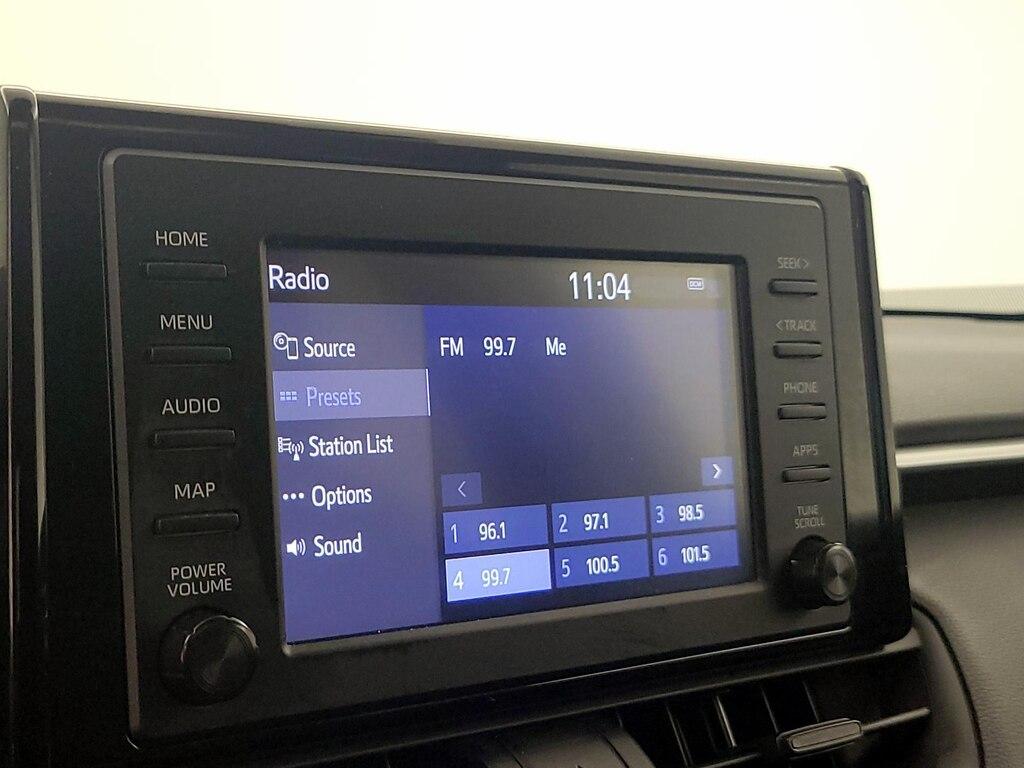 HOME
MENU
AUDIO
MAP
POWER
VOLUME
Radio
11:04
DCM
Source
Presets
Station List
Options
Sound
FM 99.7 Me
<
>
1 96.1
2 97.1
3 98.5
4 99.7
5 100.5
6 101.5
SEEK>
<TRACK
PHONE
APPS
TUNE
SCROLL